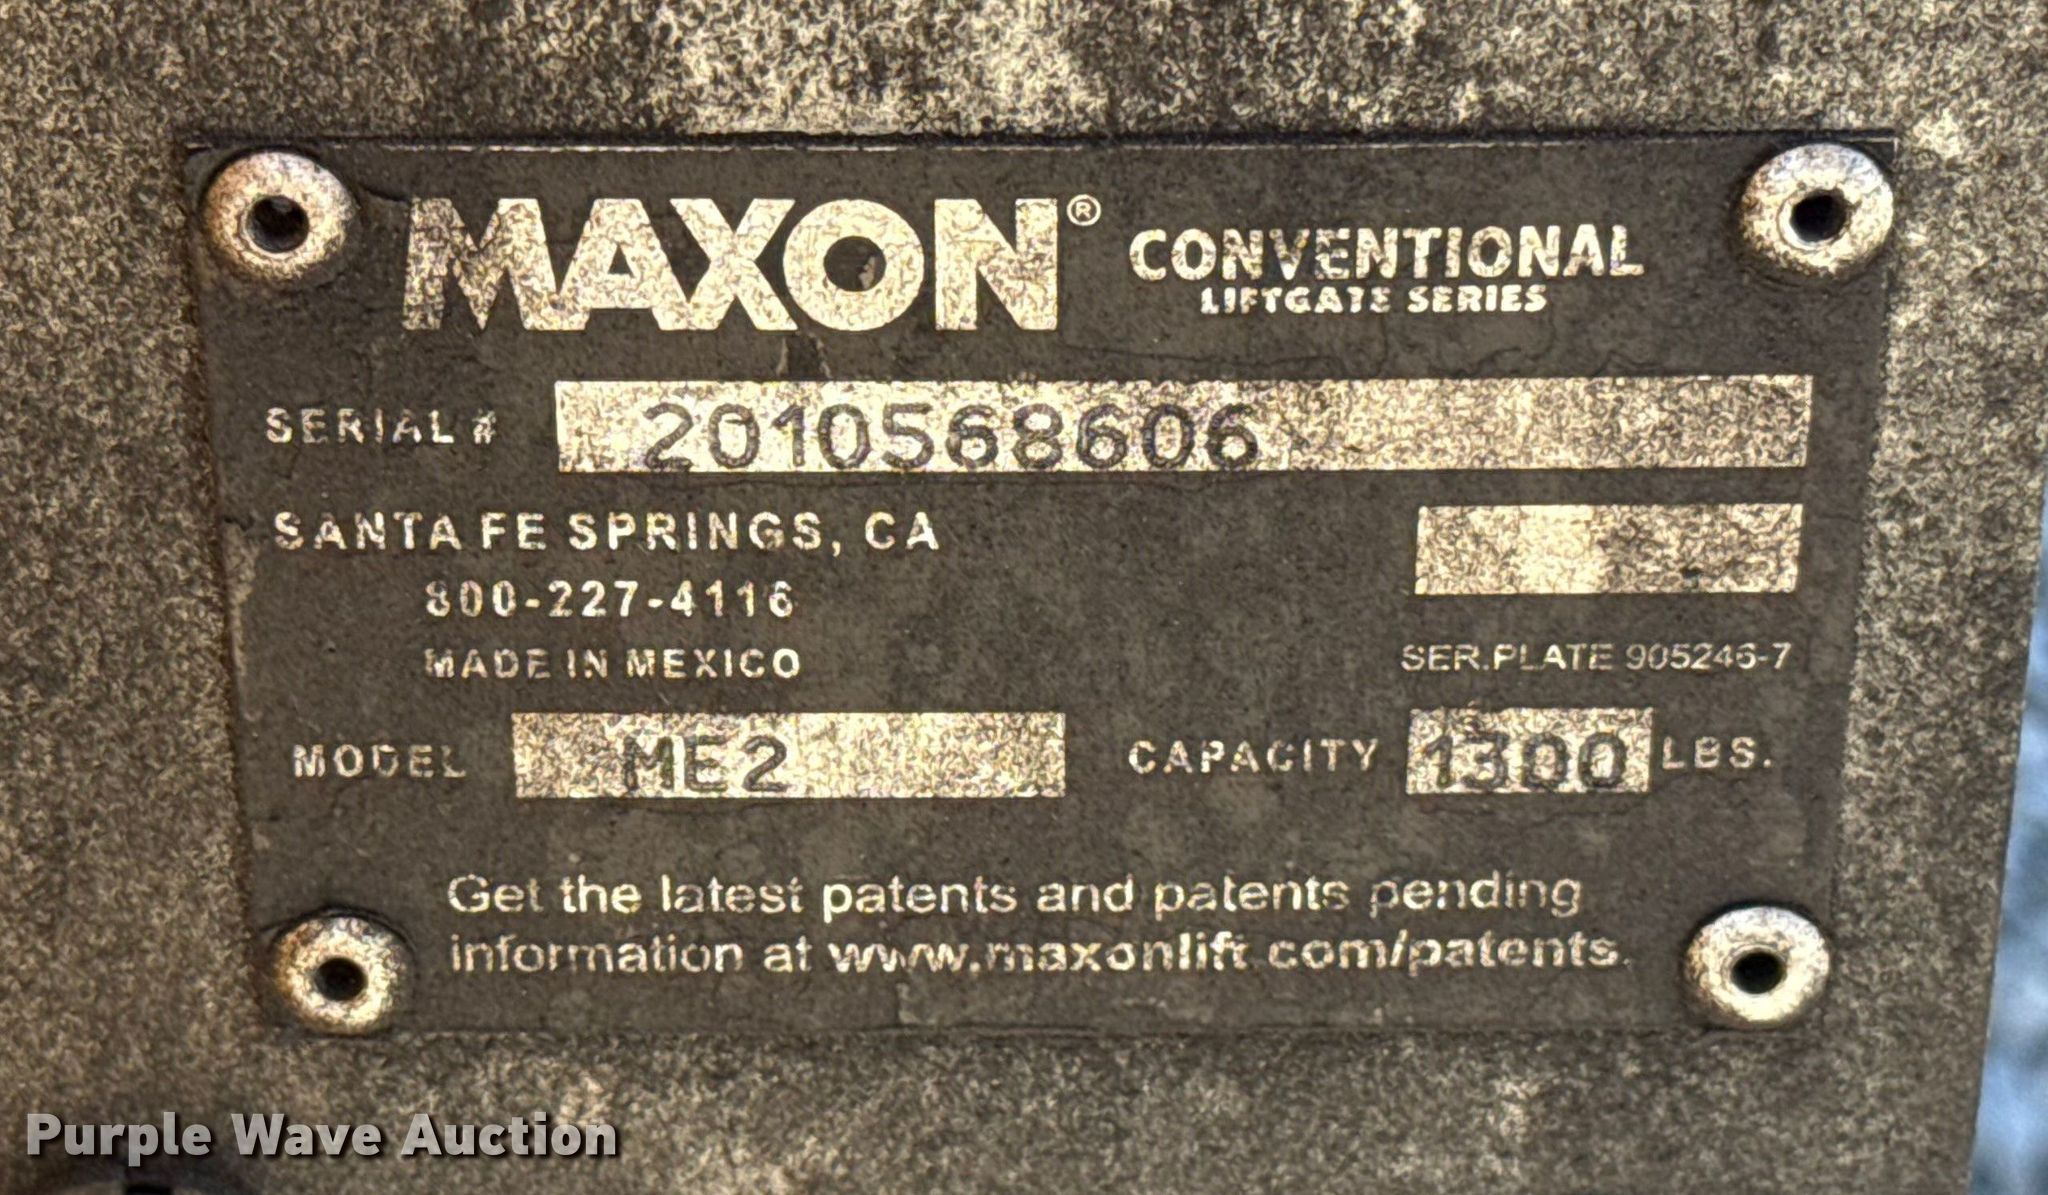 MAXON® CONVENTIONAL
LIFTGATE SERIES
SERIAL # 2010568606
SANTA FE SPRINGS, CA
800-227-4116
MADE IN MEXICO
SER.PLATE 905246-7
MODEL ME2 CAPACITY 1300 LBS.
Get the latest patents and patents pending
information at www.maxonlift.com/patents.
Purple Wave Auction